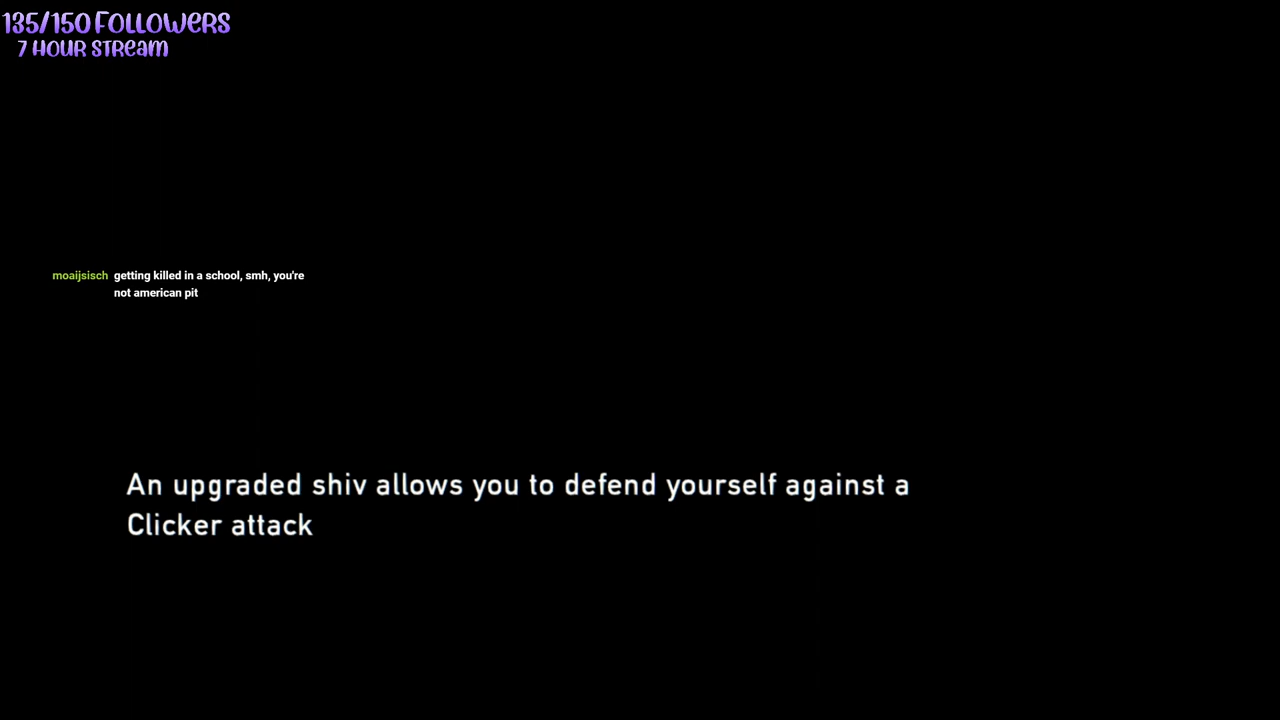 135/150 Followers
7 Hour Stream
moaijsisch getting killed in a school, smh, you're
not american pit
An upgraded shiv allows you to defend yourself against a
Clicker attack